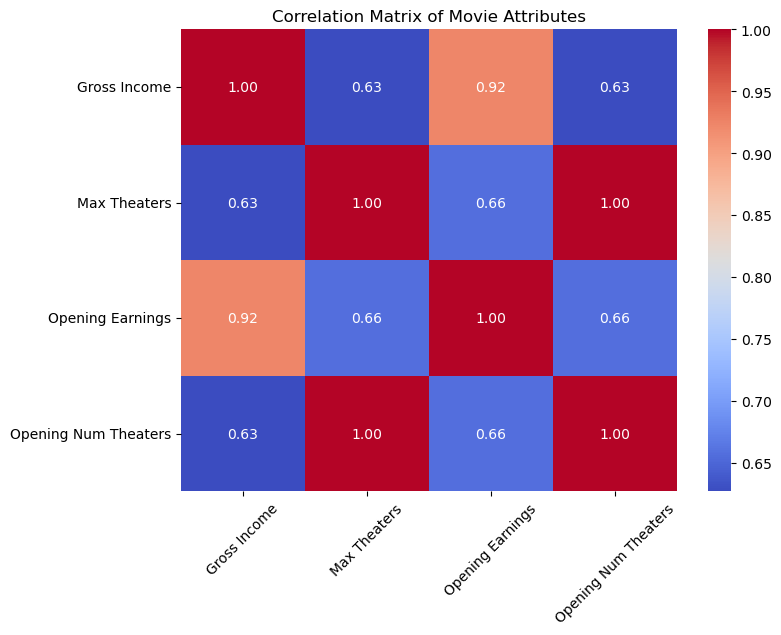 Correlation Matrix of Movie Attributes
Gross Income 1.00 0.63 0.92 0.63
Max Theaters 0.63 1.00 0.66 1.00
Opening Earnings 0.92 0.66 1.00 0.66
Opening Num Theaters 0.63 1.00 0.66 1.00
Gross Income
Max Theaters
Opening Earnings
Opening Num Theaters
1.00
0.95
0.90
0.85
0.80
0.75
0.70
0.65